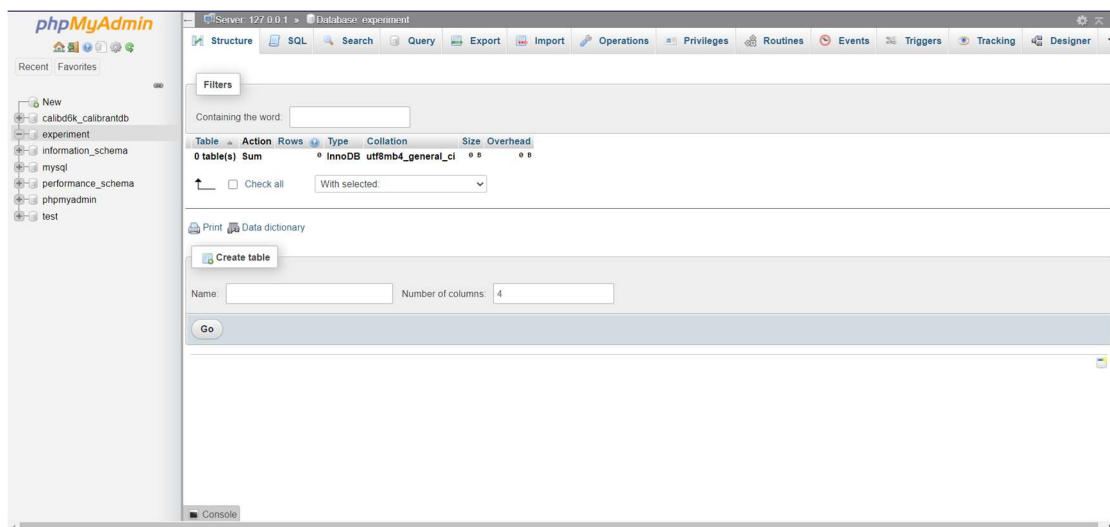 phpMyAdmin
Recent Favorites
New
calibd6k_calibrantdb
experiment
information_schema
mysql
performance_schema
phpmyadmin
test
Server: 127.0.0.1 » Database: experiment
Structure SQL Search Query Export Import Operations Privileges Routines Events Triggers Tracking Designer
Filters
Containing the word:
Table Action Rows Type Collation Size Overhead
0 table(s) Sum 0 InnoDB utf8mb4_general_ci 0 B 0 B
Check all With selected:
Print Data dictionary
Create table
Name: Number of columns: 4
Go
Console